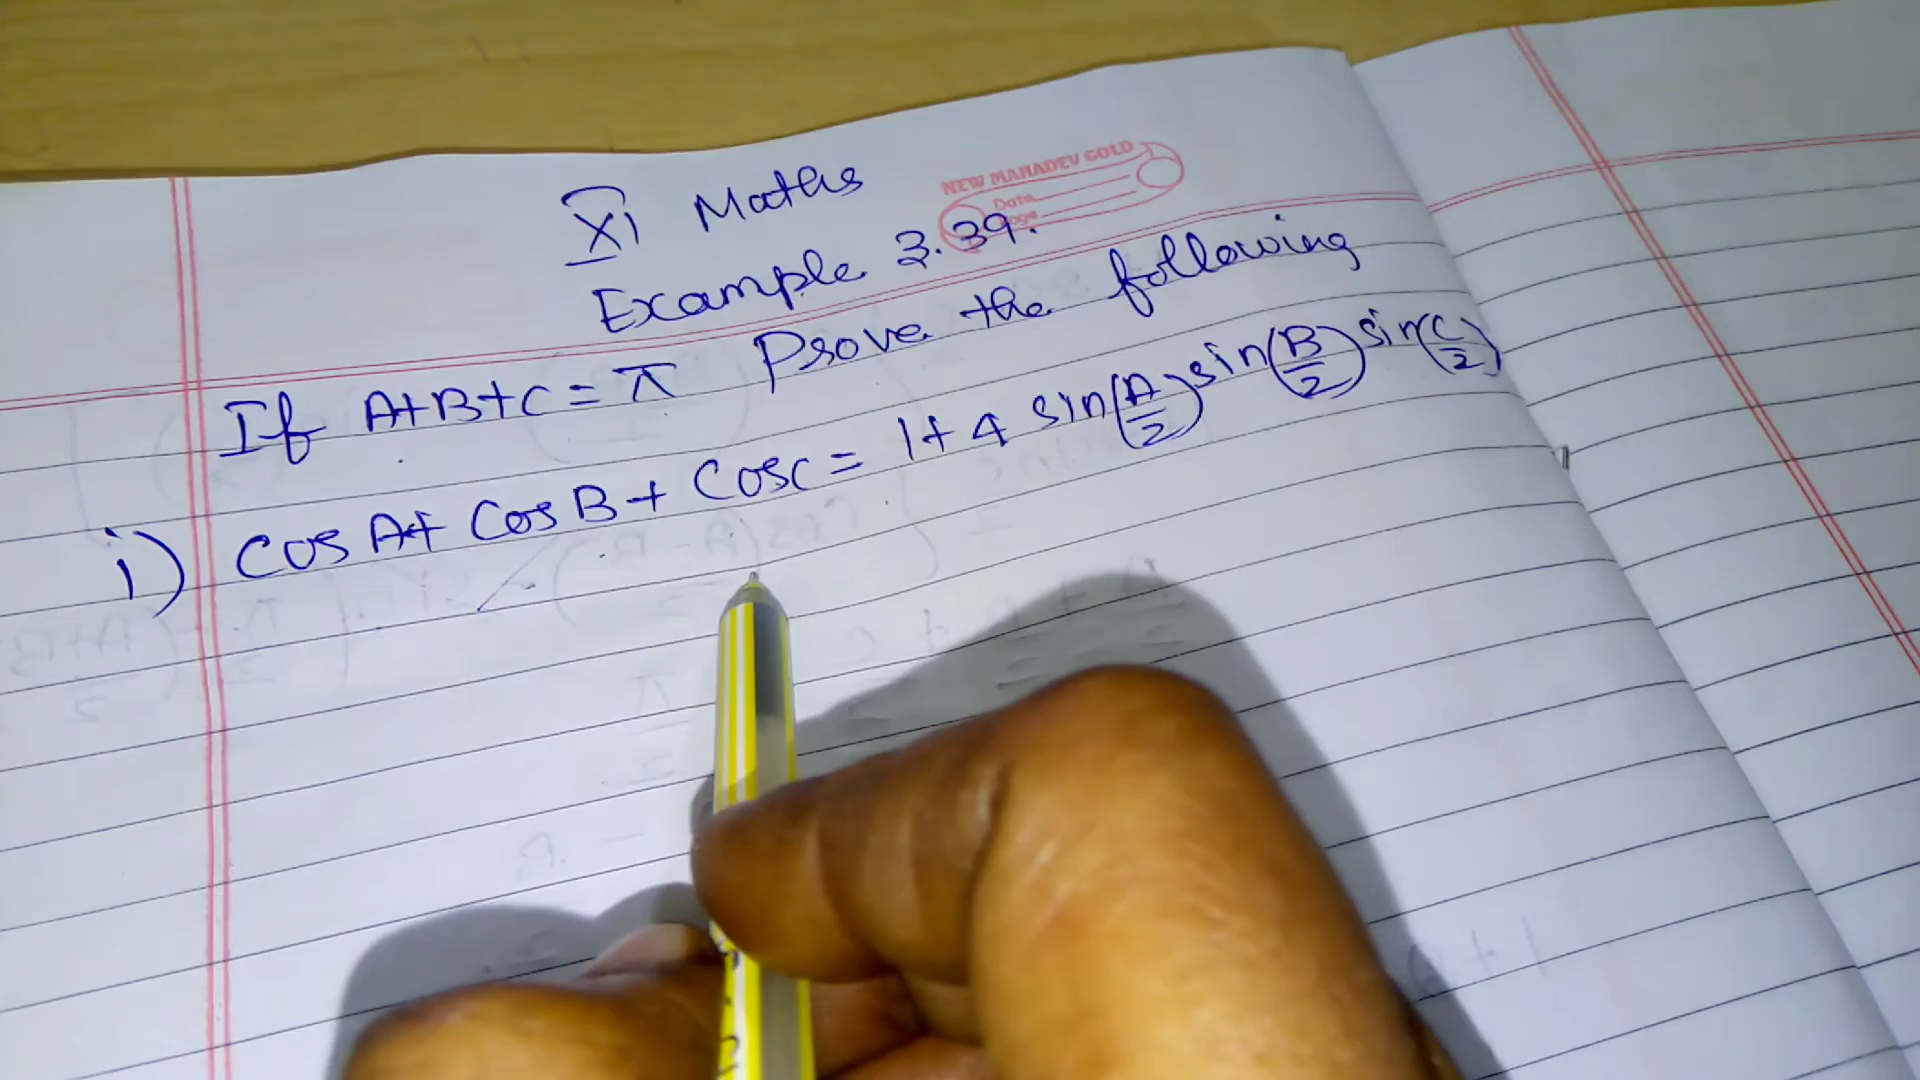 XI Maths
NEW MAHADEV GOLD
Date
Page
Example 3.39.
If A+B+C = π Prove the following
i) Cos A + Cos B + Cos C = 1 + 4 sin(A/2) sin(B/2) sin(C/2)